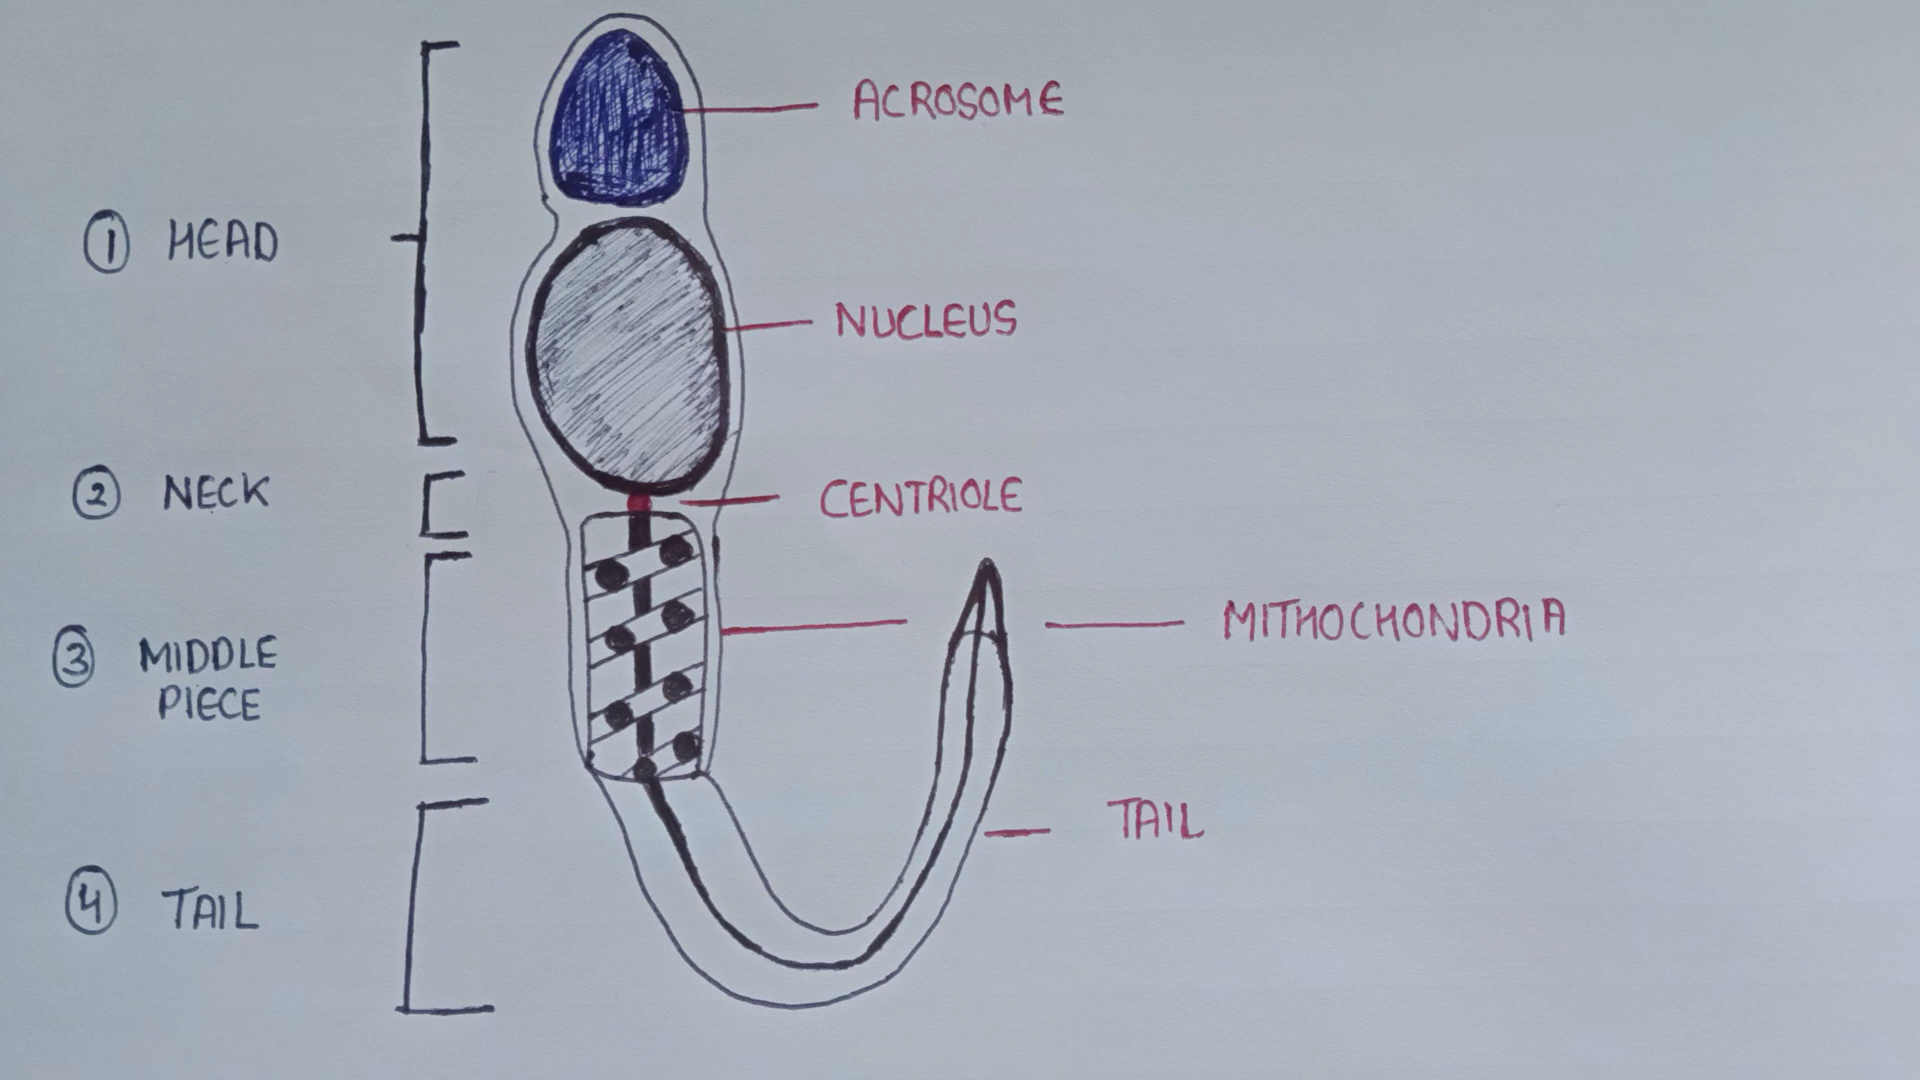 ACROSOME
① HEAD
NUCLEUS
② NECK
CENTRIOLE
MITHOCHONDRIA
③ MIDDLE
PIECE
TAIL
④ TAIL